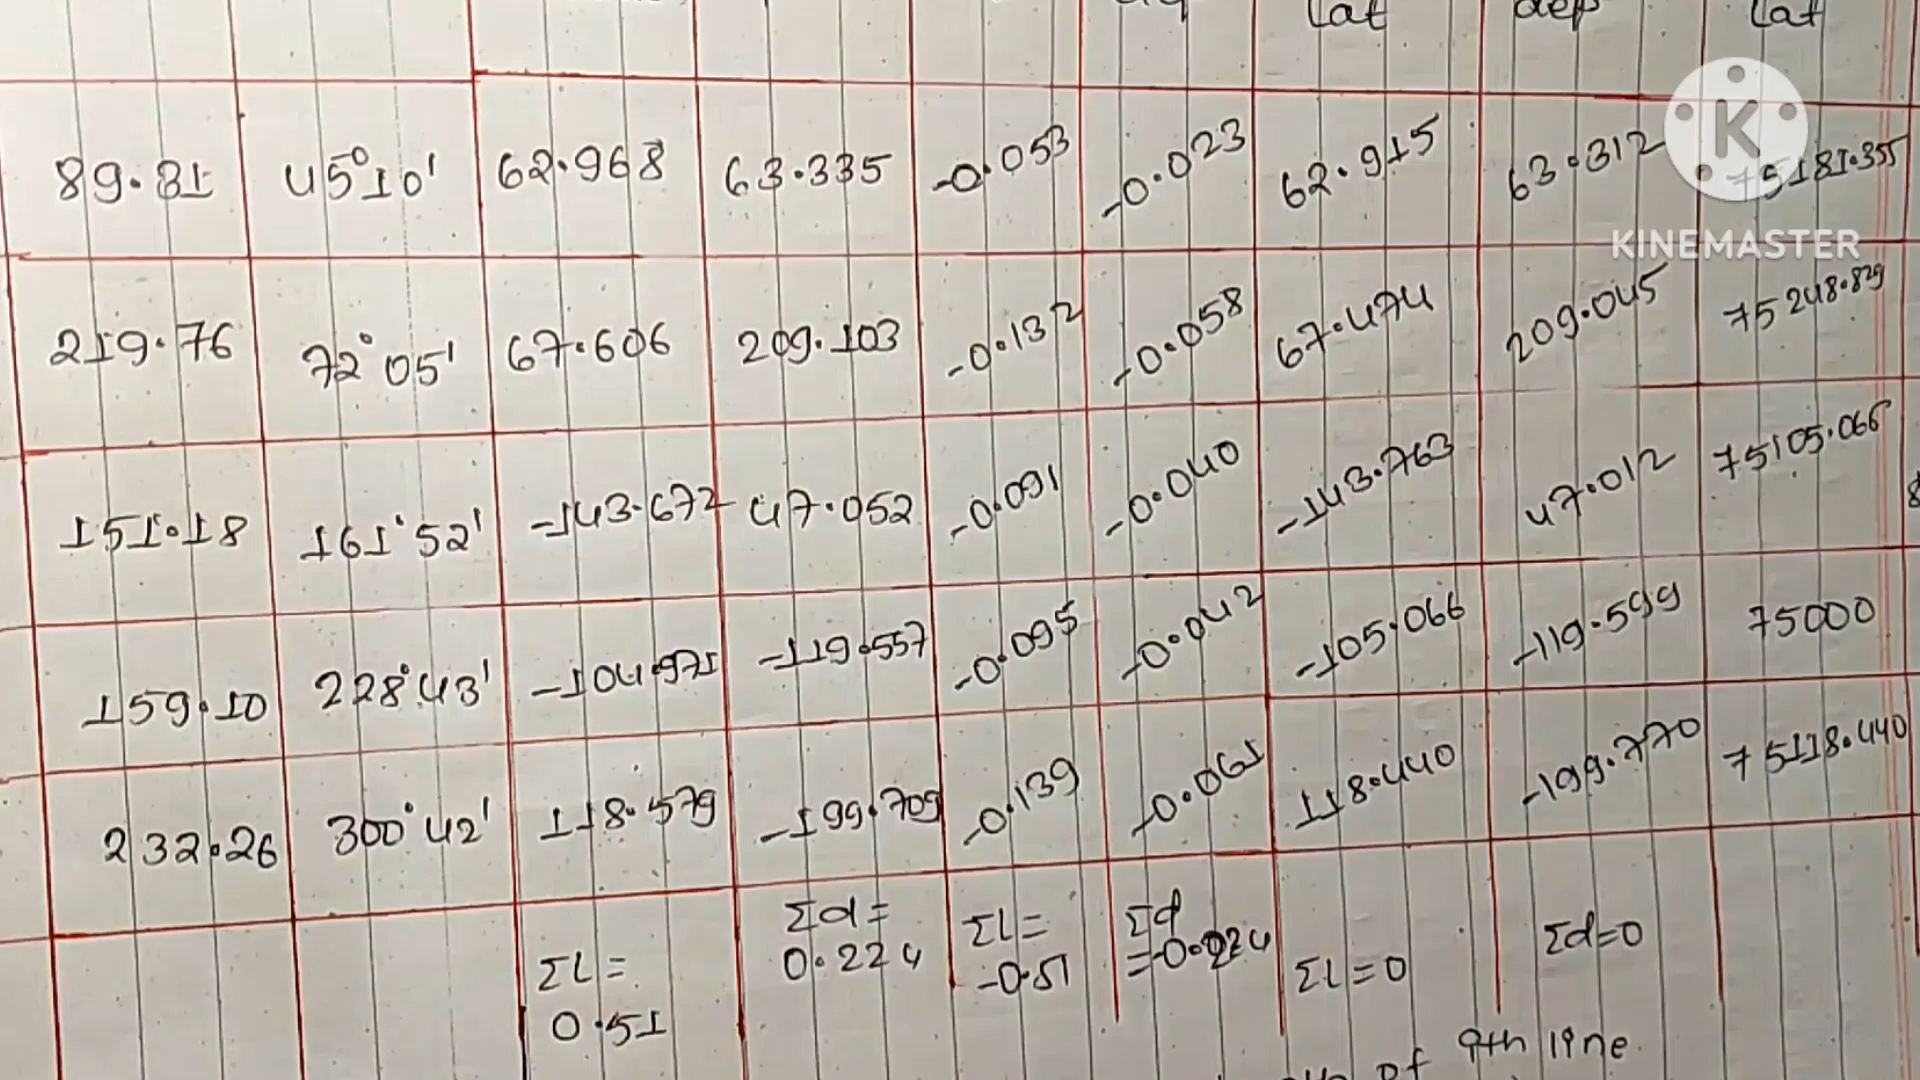 lat dep lat
89.31 45°10' 62.968 63.335 -0.053 -0.023 62.915 63.312 75181.355
219.76 72°05' 67.606 209.103 -0.132 -0.058 67.474 209.045 75248.829
151.18 161°52' -143.672 47.052 -0.091 -0.040 -143.763 47.012 75105.066
159.10 228°43' -104.971 -119.557 -0.095 -0.042 -105.066 -119.599 75000
232.26 300°42' 118.579 -199.709 -0.139 -0.061 118.440 -199.770 75118.440
ΣL= 0.51 Σd= 0.224 ΣL= -0.51 Σd =-0.224 ΣL=0 Σd=0
of 9th line
K
KINEMASTER